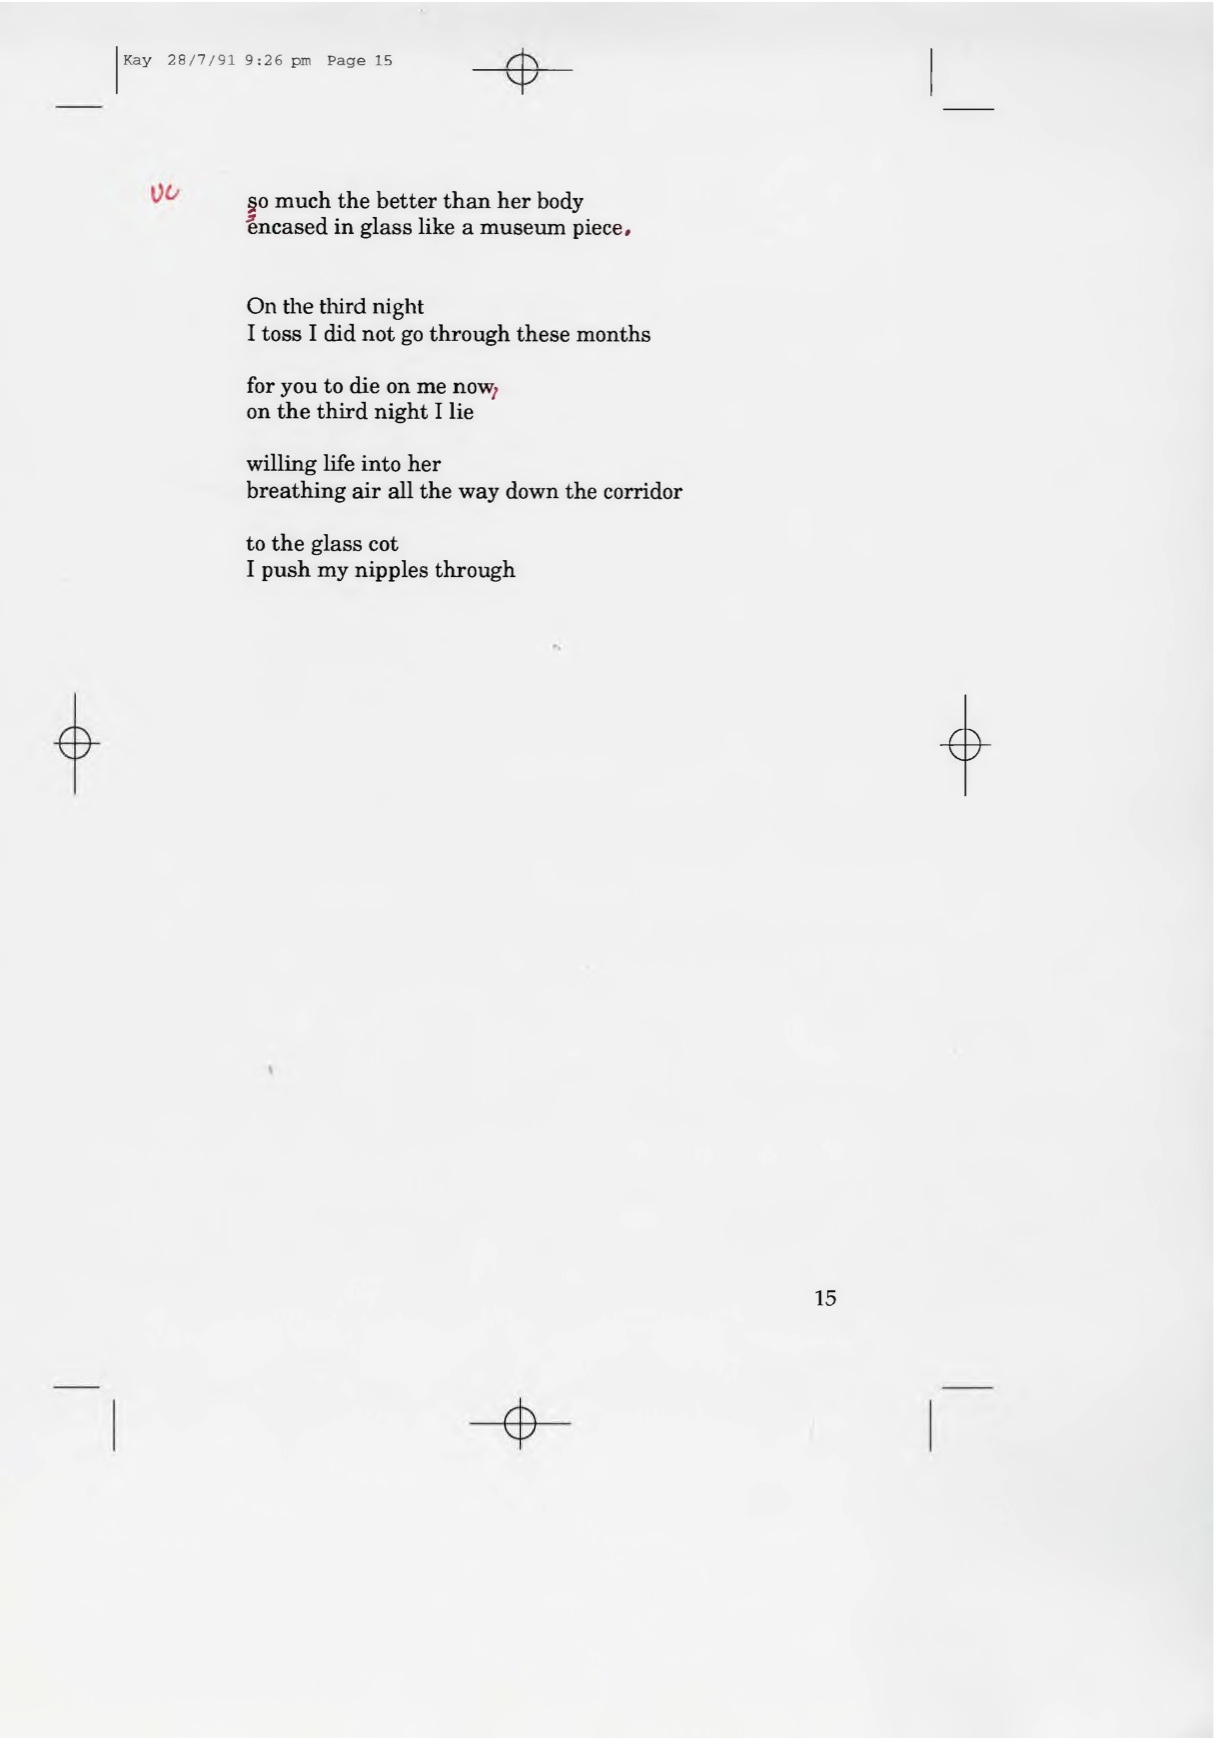 Kay 28/7/91 9:26 pm Page 15
UC
so much the better than her body
encased in glass like a museum piece.
On the third night
I toss I did not go through these months
for you to die on me now,
on the third night I lie
willing life into her
breathing air all the way down the corridor
to the glass cot
I push my nipples through
15